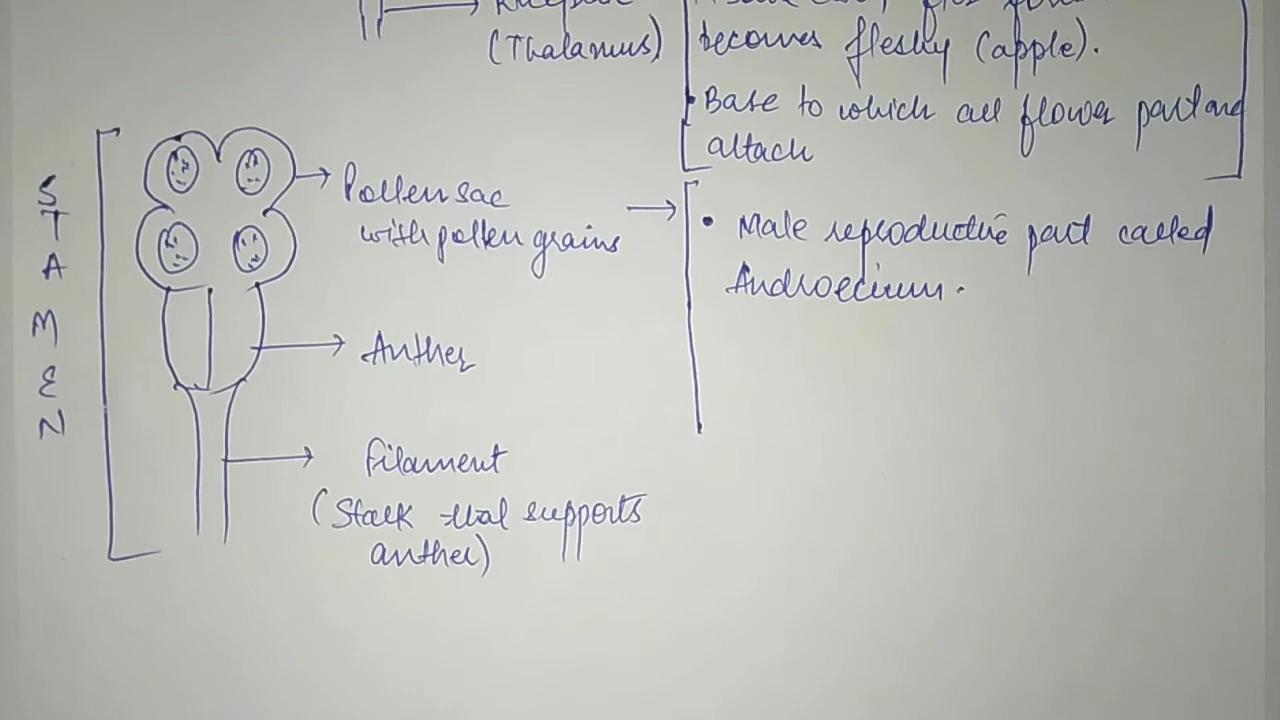 (Thalamus)
becomes fleshy (apple).
• Base to which all flower part are
attach
STAMEN
Pollen sac
with pollen grains
• Male reproductive part called
Androecium.
Anther
filament
(Stalk that supports
anther)